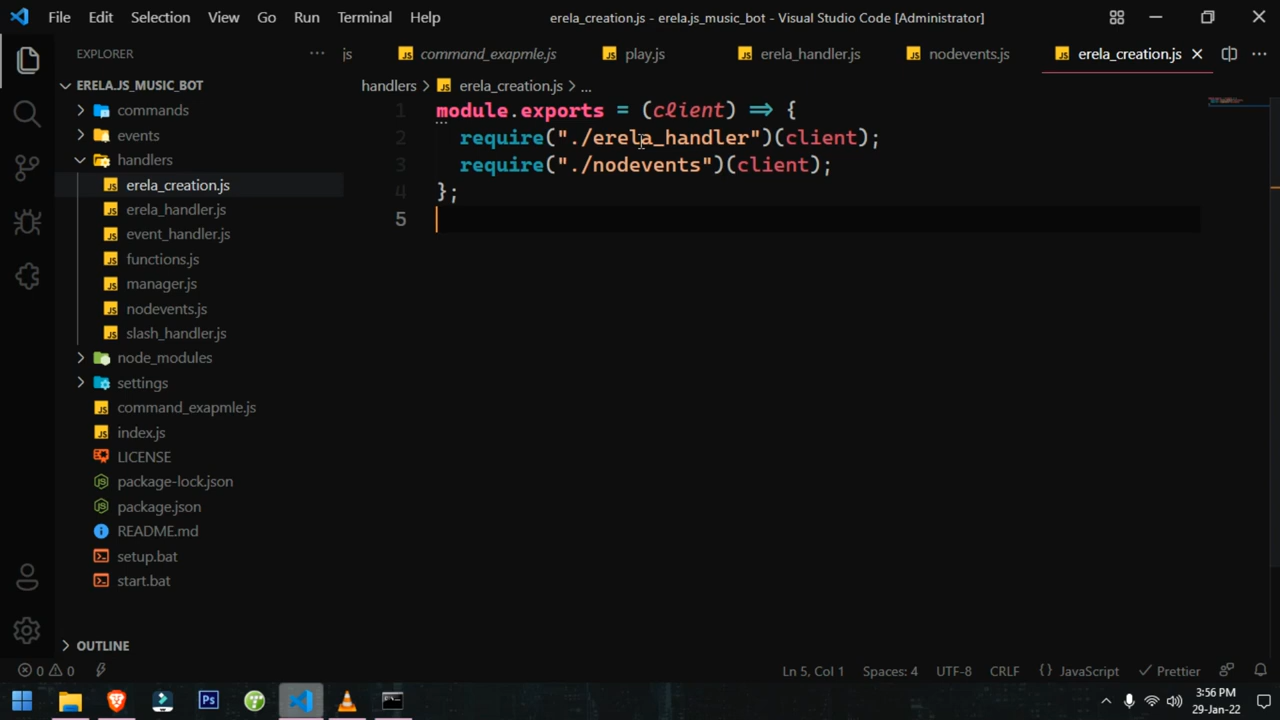 File Edit Selection View Go Run Terminal Help
erela_creation.js - erela.js_music_bot - Visual Studio Code [Administrator]
EXPLORER
js
command_exapmle.js
play.js
erela_handler.js
nodevents.js
erela_creation.js
ERELA.JS_MUSIC_BOT
commands
events
handlers
erela_creation.js
erela_handler.js
event_handler.js
functions.js
manager.js
nodevents.js
slash_handler.js
node_modules
settings
command_exapmle.js
index.js
LICENSE
package-lock.json
package.json
README.md
setup.bat
start.bat
OUTLINE
handlers > erela_creation.js > ...
1 module.exports = (client) => {
2 require("./erela_handler")(client);
3 require("./nodevents")(client);
4 };
5
0 0
Ln 5, Col 1 Spaces: 4 UTF-8 CRLF {} JavaScript Prettier
Ps
3:56 PM
29-Jan-22